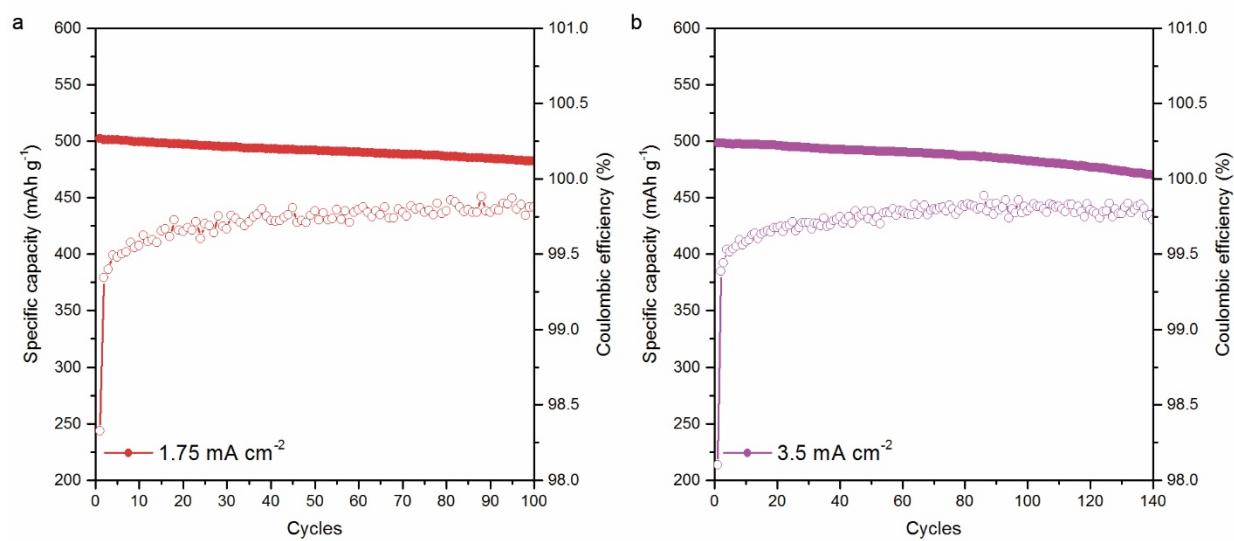 a
600
550
500
450
400
350
300
250
200
Specific capacity (mAh g⁻¹)
101.0
100.5
100.0
99.5
99.0
98.5
98.0
Coulombic efficiency (%)
1.75 mA cm⁻²
0 10 20 30 40 50 60 70 80 90 100
Cycles
b
600
550
500
450
400
350
300
250
200
Specific capacity (mAh g⁻¹)
101.0
100.5
100.0
99.5
99.0
98.5
98.0
Coulombic efficiency (%)
3.5 mA cm⁻²
0 20 40 60 80 100 120 140
Cycles